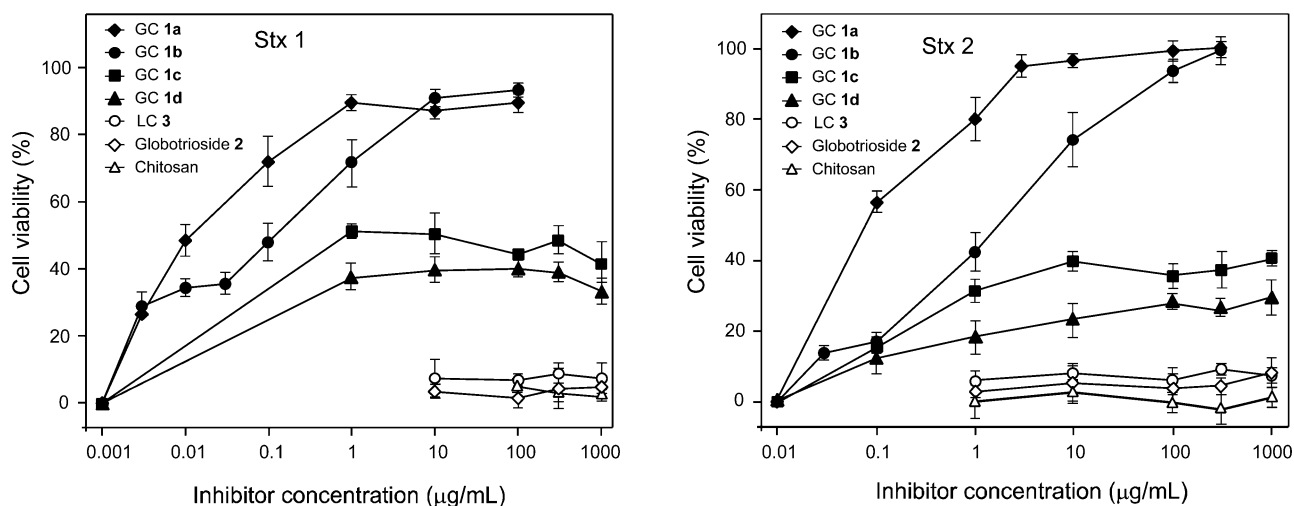 Stx 1
GC 1a
GC 1b
GC 1c
GC 1d
LC 3
Globotrioside 2
Chitosan
Cell viability (%)
100
80
60
40
20
0
0.001
0.01
0.1
1
10
100
1000
Inhibitor concentration (μg/mL)
Stx 2
GC 1a
GC 1b
GC 1c
GC 1d
LC 3
Globotrioside 2
Chitosan
Cell viability (%)
100
80
60
40
20
0
0.01
0.1
1
10
100
1000
Inhibitor concentration (μg/mL)